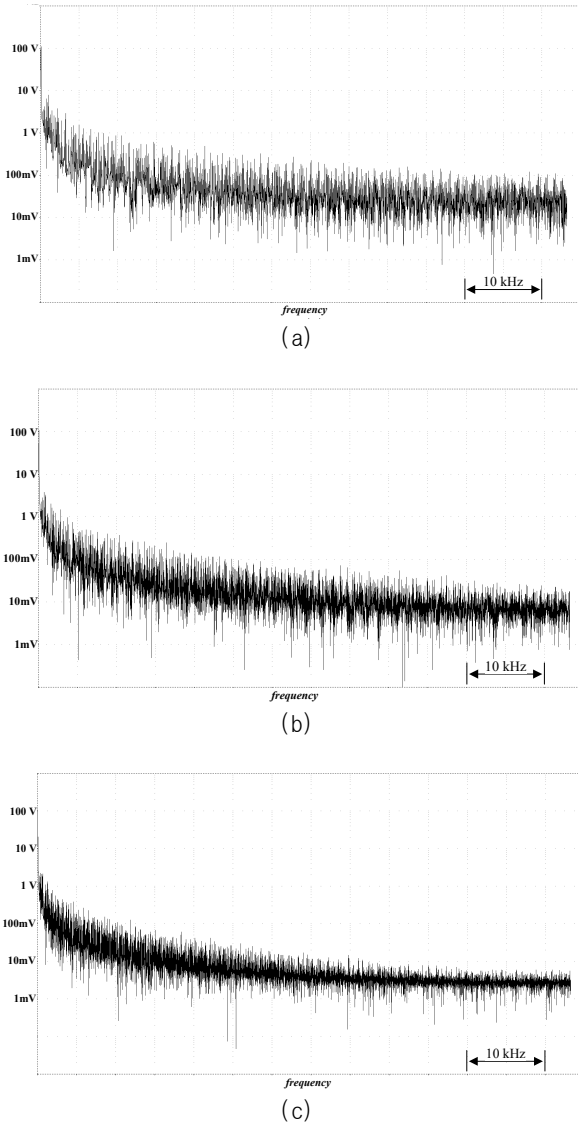 100 V
10 V
1 V
100mV
10mV
1mV
10 kHz
frequency
(a)
100 V
10 V
1 V
100mV
10mV
1mV
10 kHz
frequency
(b)
100 V
10 V
1 V
100mV
10mV
1mV
10 kHz
frequency
(c)